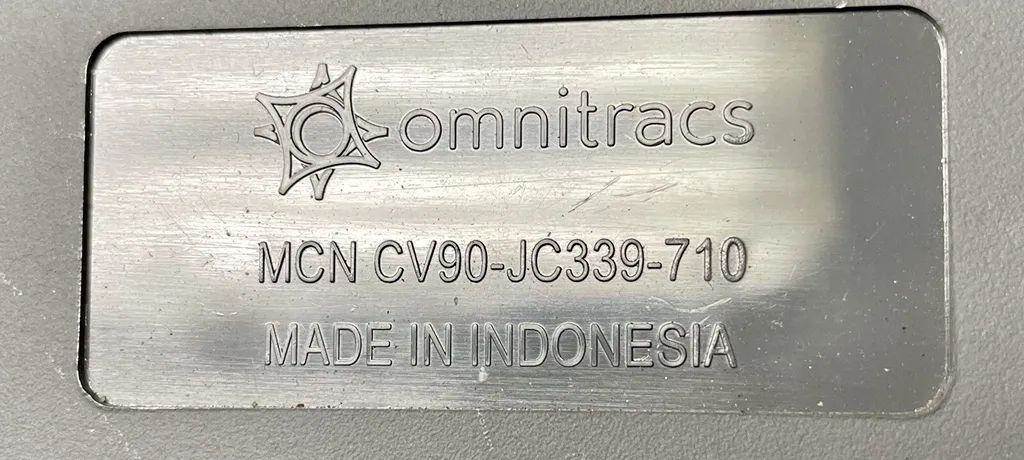 omnitracs
MCN CV90-JC339-710
MADE IN INDONESIA